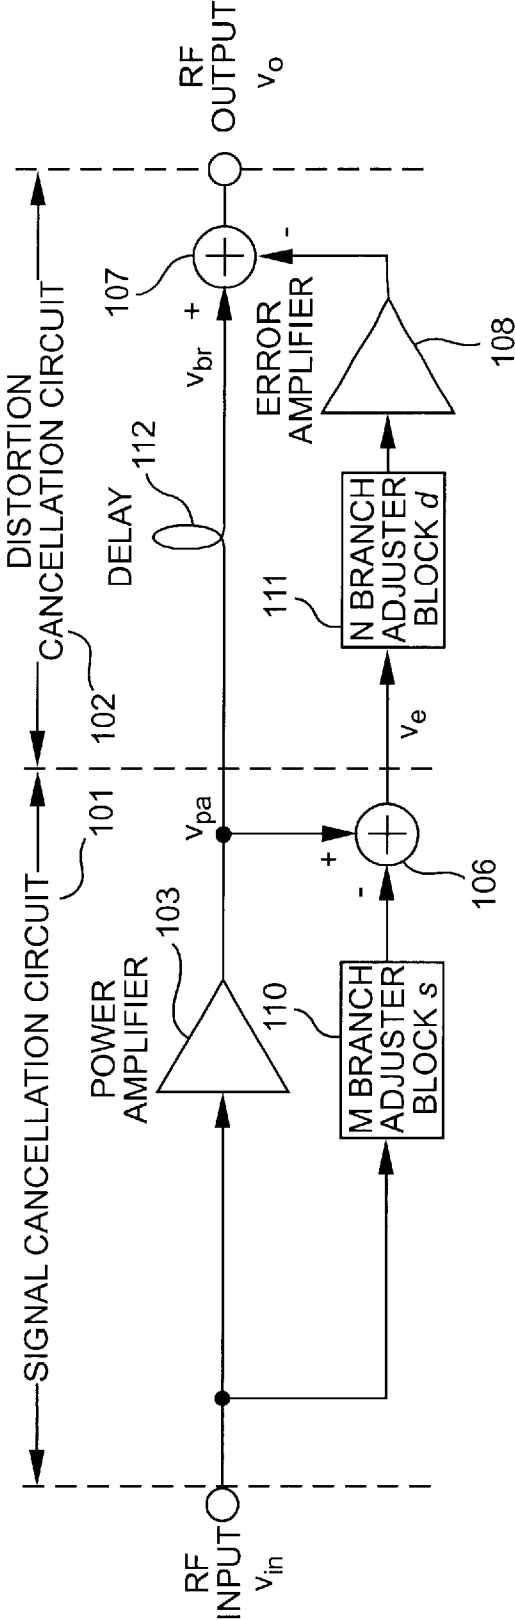 SIGNAL CANCELLATION CIRCUIT
101
DISTORTION
CANCELLATION CIRCUIT
102
RF
INPUT
vin
POWER
AMPLIFIER
103
vpa
DELAY
112
vbr
+
107
-
RF
OUTPUT
vo
M BRANCH
ADJUSTER
BLOCK s
110
-
+
106
ve
N BRANCH
ADJUSTER
BLOCK d
111
ERROR
AMPLIFIER
108